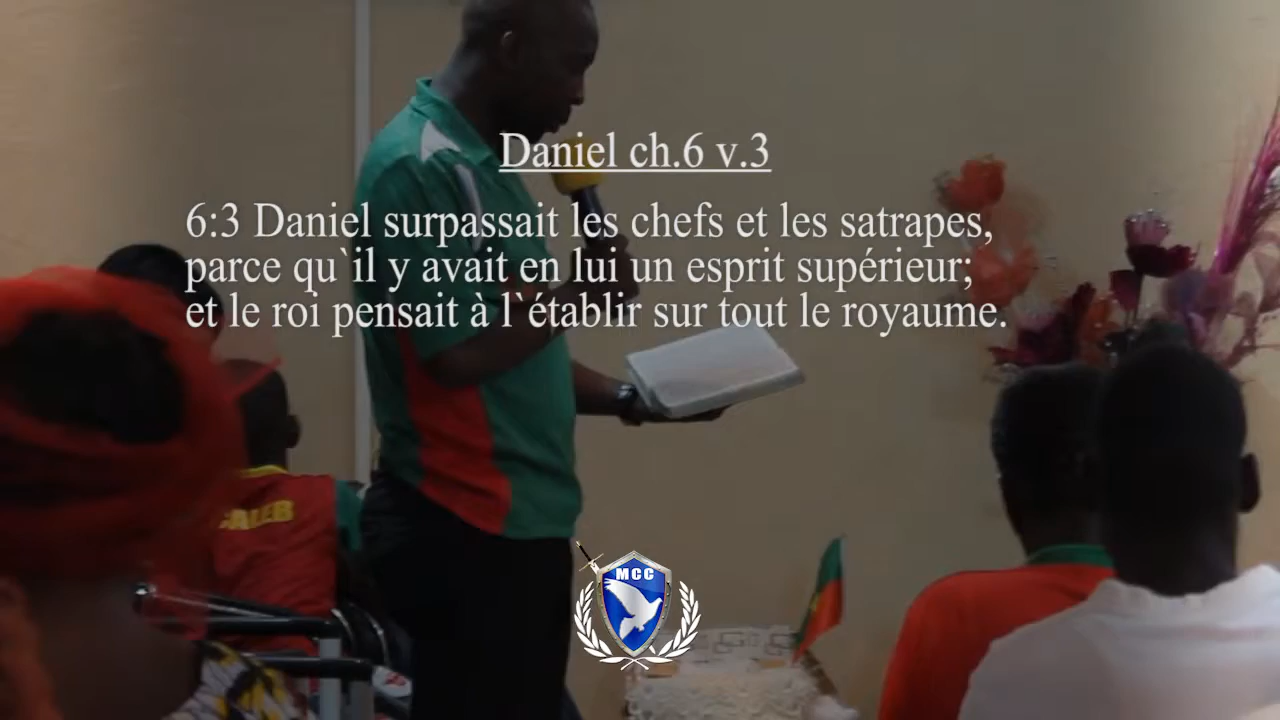 Daniel ch.6 v.3
6:3 Daniel surpassait les chefs et les satrapes,
parce qu`il y avait en lui un esprit supérieur;
et le roi pensait à l`établir sur tout le royaume.
CALEB
MCC